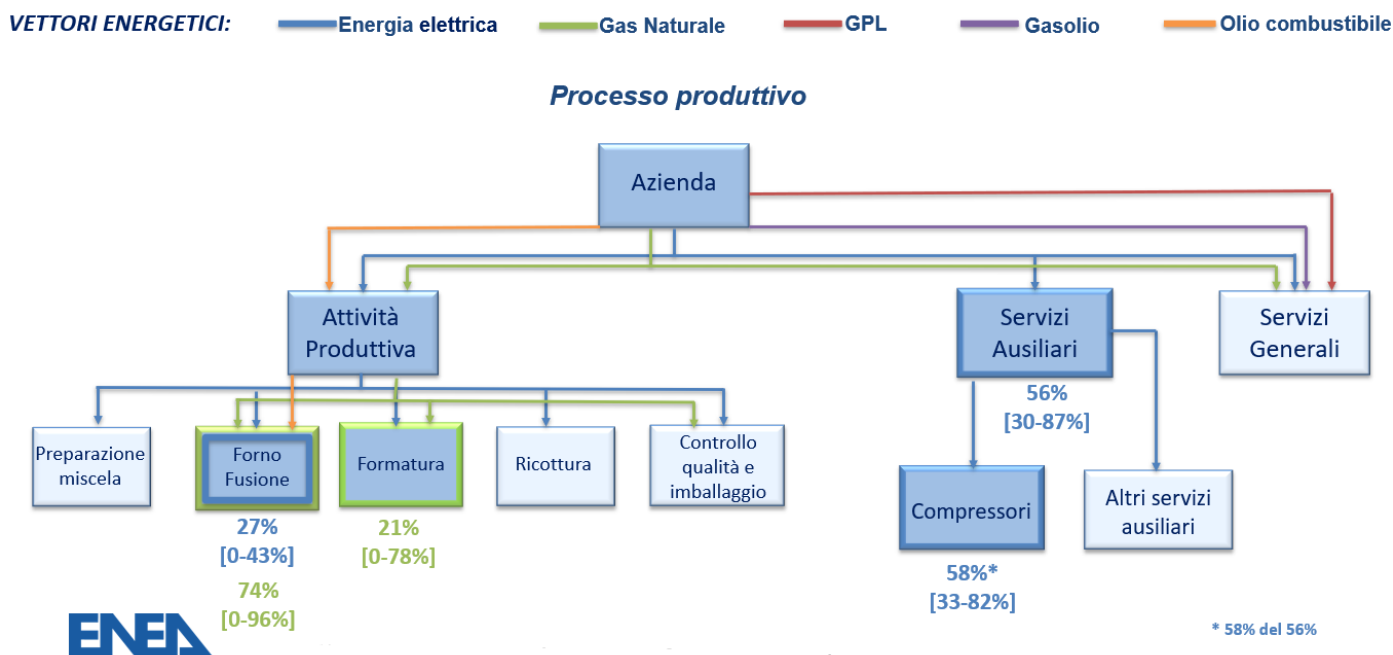 VETTORI ENERGETICI: Energia elettrica Gas Naturale GPL Gasolio Olio combustibile
Processo produttivo
Azienda
Attività
Produttiva
Servizi
Ausiliari
Servizi
Generali
56%
[30-87%]
Preparazione
miscela
Forno
Fusione
Formatura
Ricottura
Controllo
qualità e
imballaggio
Compressori
Altri servizi
ausiliari
27%
[0-43%]
74%
[0-96%]
21%
[0-78%]
58%*
[33-82%]
ENEA
* 58% del 56%